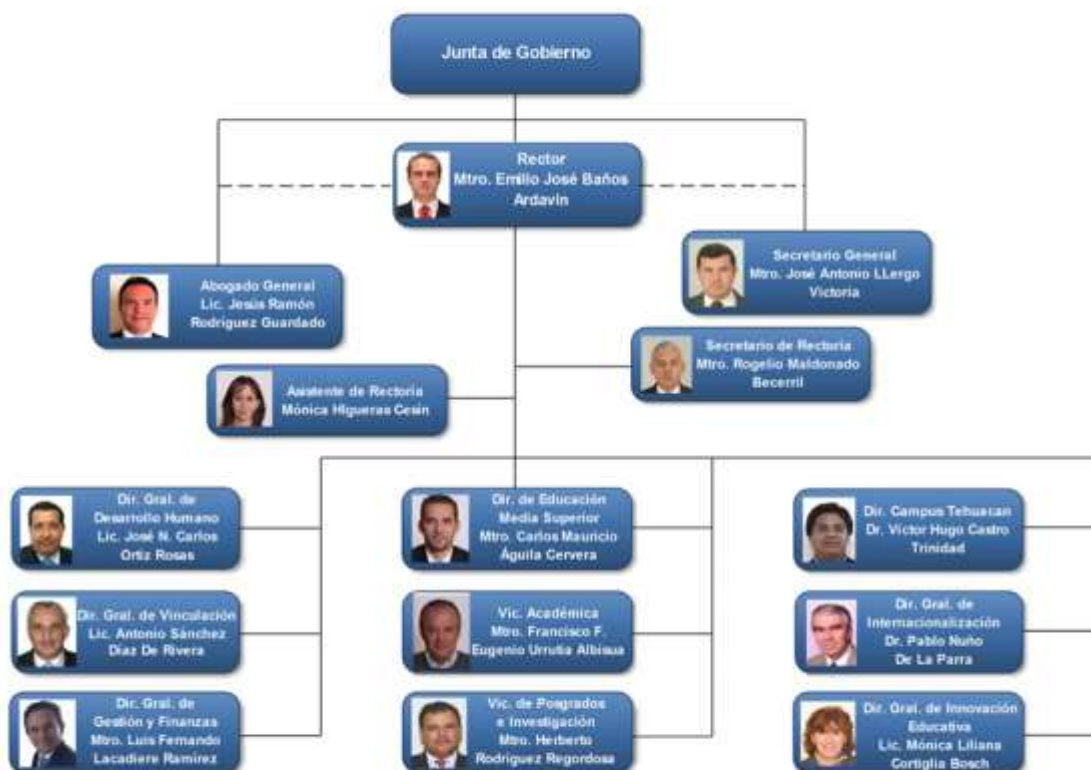 Junta de Gobierno
Rector
Mtro. Emilio José Baños
Ardavín
Abogado General
Lic. Jesús Ramón
Rodríguez Guardado
Secretario General
Mtro. José Antonio LLergo
Victoria
Secretario de Rectoría
Mtro. Rogelio Maldonado
Becerril
Asistente de Rectoría
Mónica Higueras Cesín
Dir. Gral. de
Desarrollo Humano
Lic. José N. Carlos
Ortiz Rosas
Dir. de Educación
Media Superior
Mtro. Carlos Mauricio
Águila Cervera
Dir. Campus Tehuacan
Dr. Víctor Hugo Castro
Trinidad
Dir. Gral. de Vinculación
Lic. Antonio Sánchez
Díaz De Rivera
Vic. Académica
Mtro. Francisco F.
Eugenio Urrutia Albisua
Dir. Gral. de
Internacionalización
Dr. Pablo Nuño
De La Parra
Dir. Gral. de
Gestión y Finanzas
Mtro. Luis Fernando
Lacadiere Ramírez
Vic. de Posgrados
e Investigación
Mtro. Herberto
Rodríguez Regordosa
Dir. Gral. de Innovación
Educativa
Lic. Mónica Liliana
Cortiglia Bosch